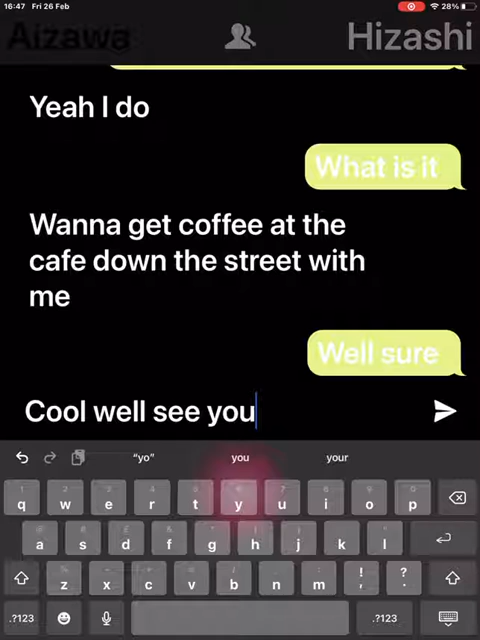 16:47 Fri 26 Feb 28%
Aizawa Hizashi
Yeah I do
What is it
Wanna get coffee at the
cafe down the street with
me
Well sure
Cool well see you
“yo” you your
q w e r t y u i o p
a s d f g h j k l
z x c v b n m ! , ? .
.?123 .?123